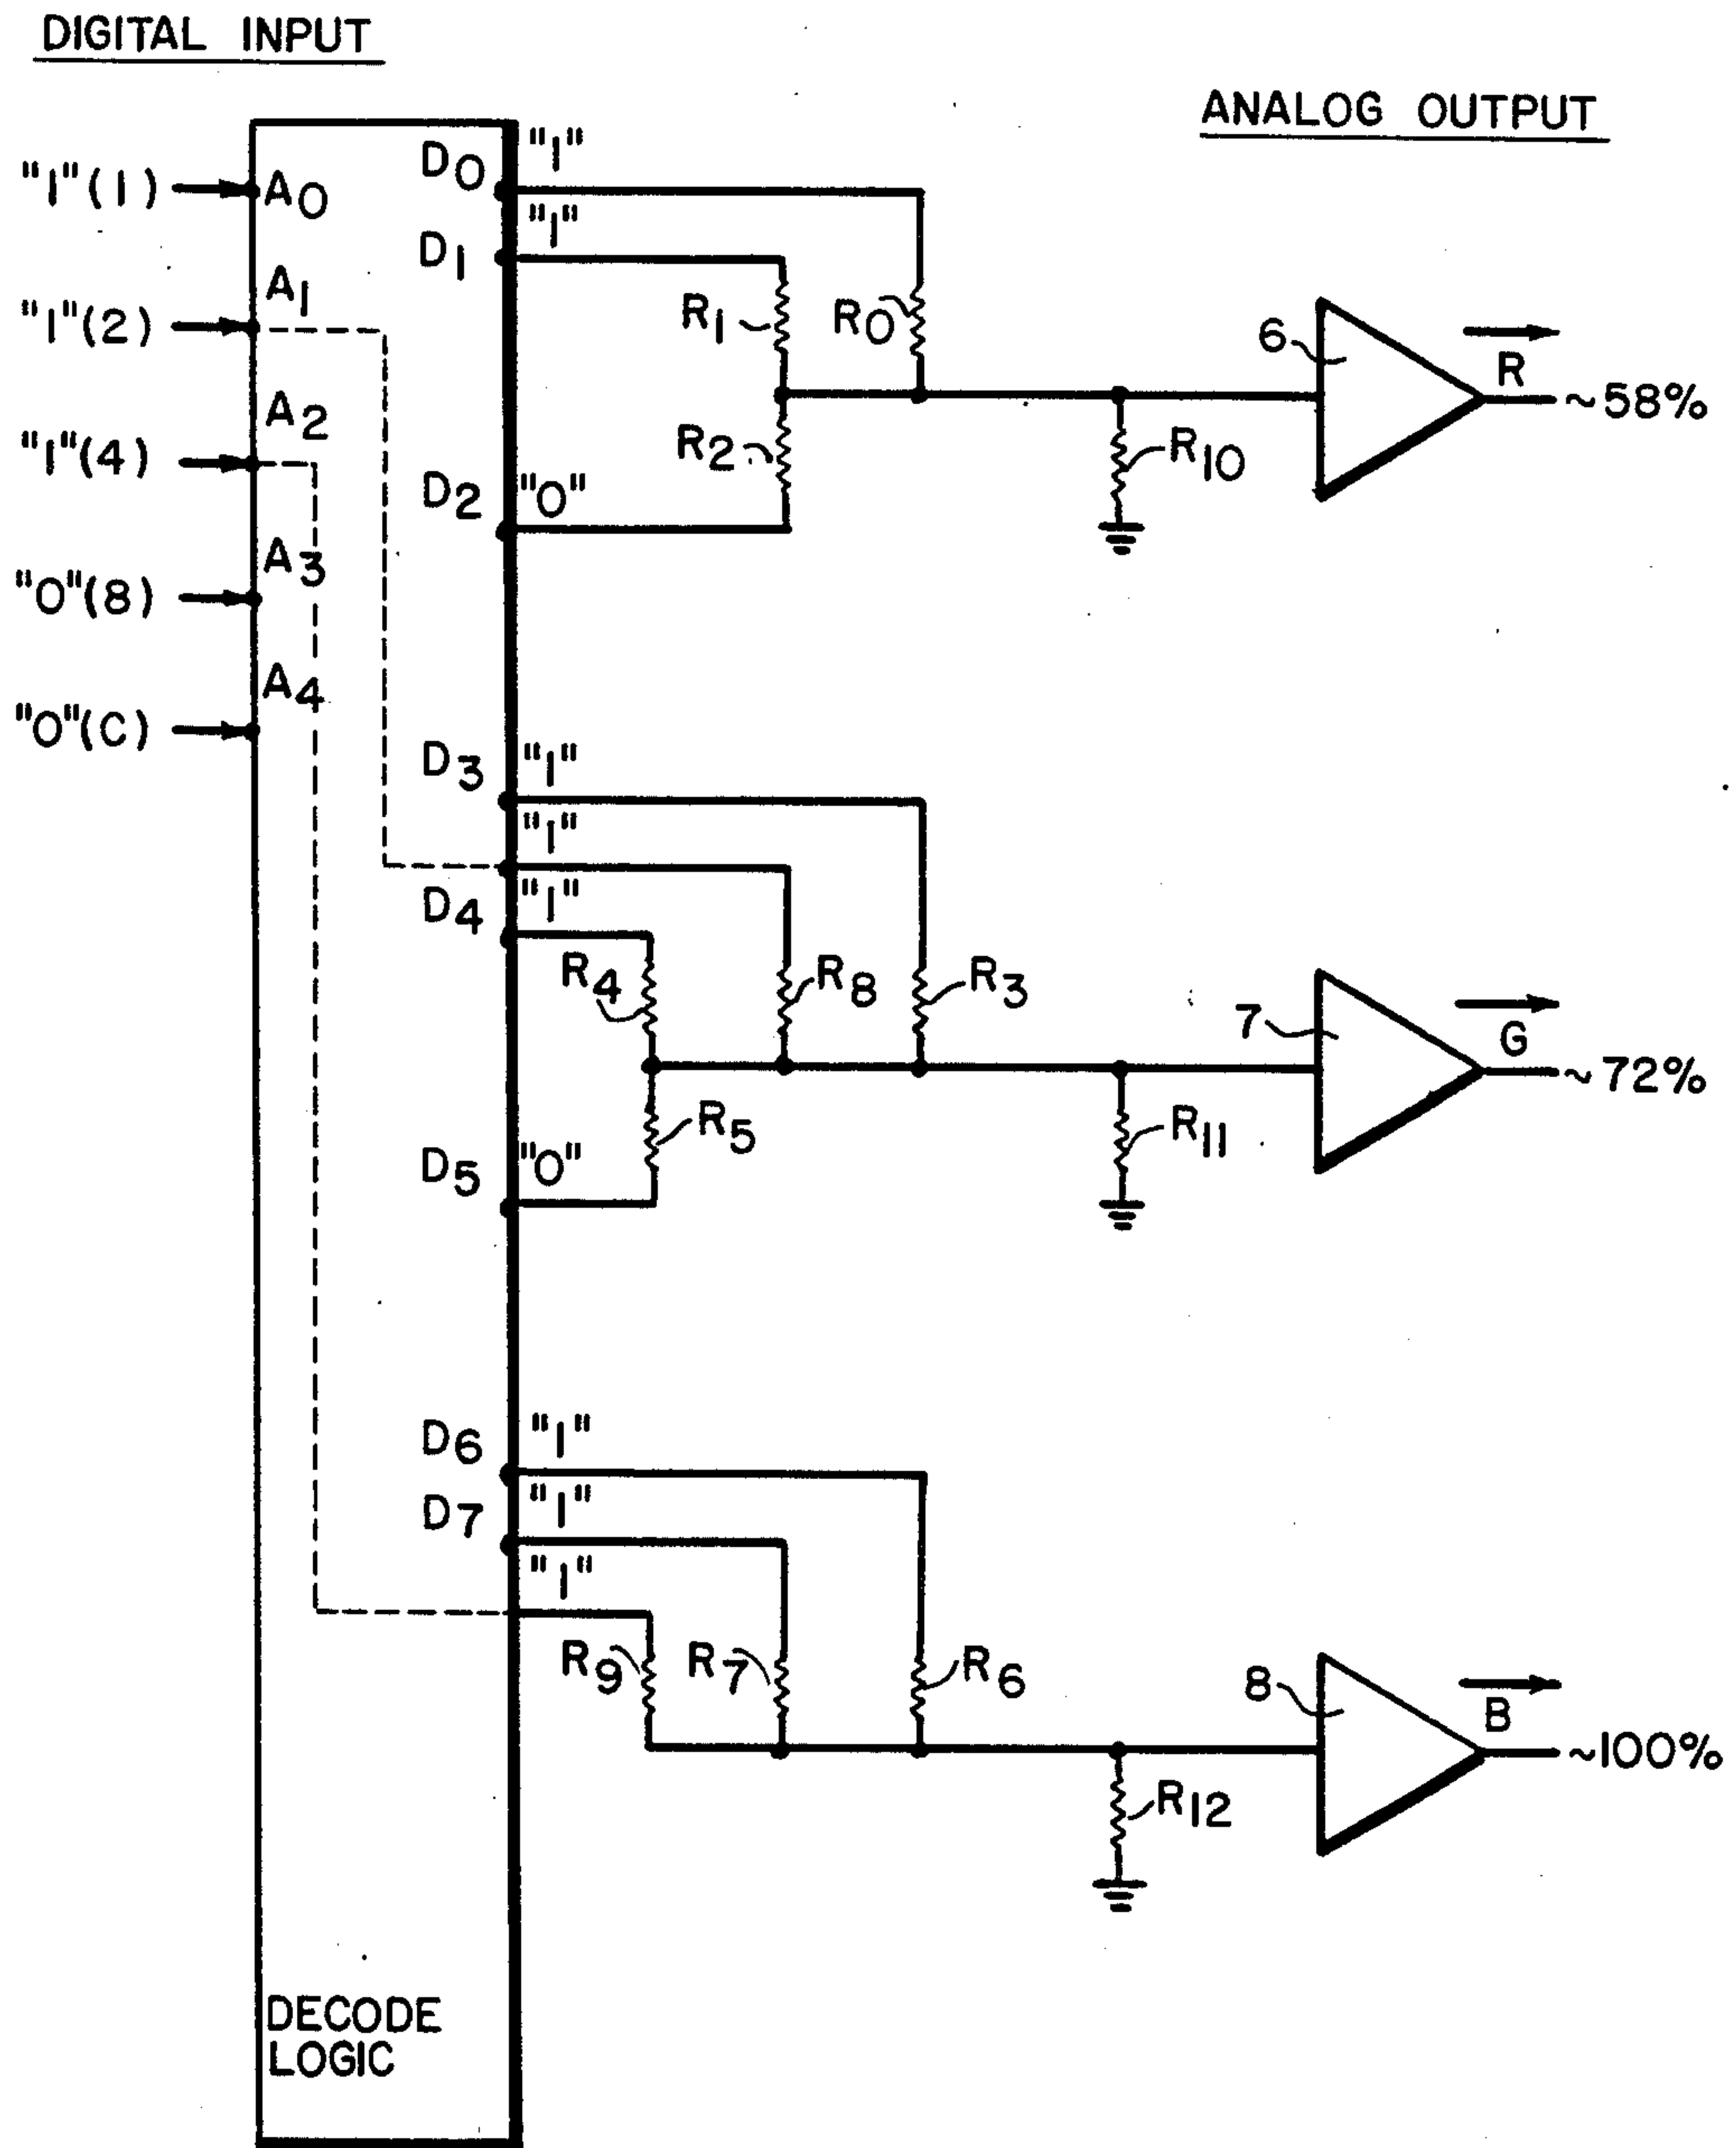 DIGITAL INPUT
ANALOG OUTPUT
"1"(1)
A0
"1"(2)
A1
"1"(4)
A2
"0"(8)
A3
"0"(C)
A4
D0 "1"
D1 "1"
R1
R0
R2
D2 "0"
R10
6
R
~58%
D3 "1"
"1"
D4 "1"
R4
R8
R3
R5
D5 "0"
R11
7
G
~72%
D6 "1"
D7 "1"
"1"
R9
R7
R6
R12
8
B
~100%
DECODE
LOGIC